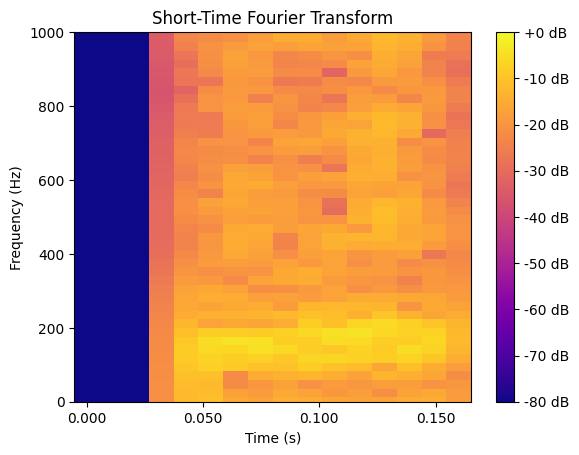 Short-Time Fourier Transform
1000
800
600
400
200
0
Frequency (Hz)
0.000
0.050
0.100
0.150
Time (s)
+0 dB
-10 dB
-20 dB
-30 dB
-40 dB
-50 dB
-60 dB
-70 dB
-80 dB